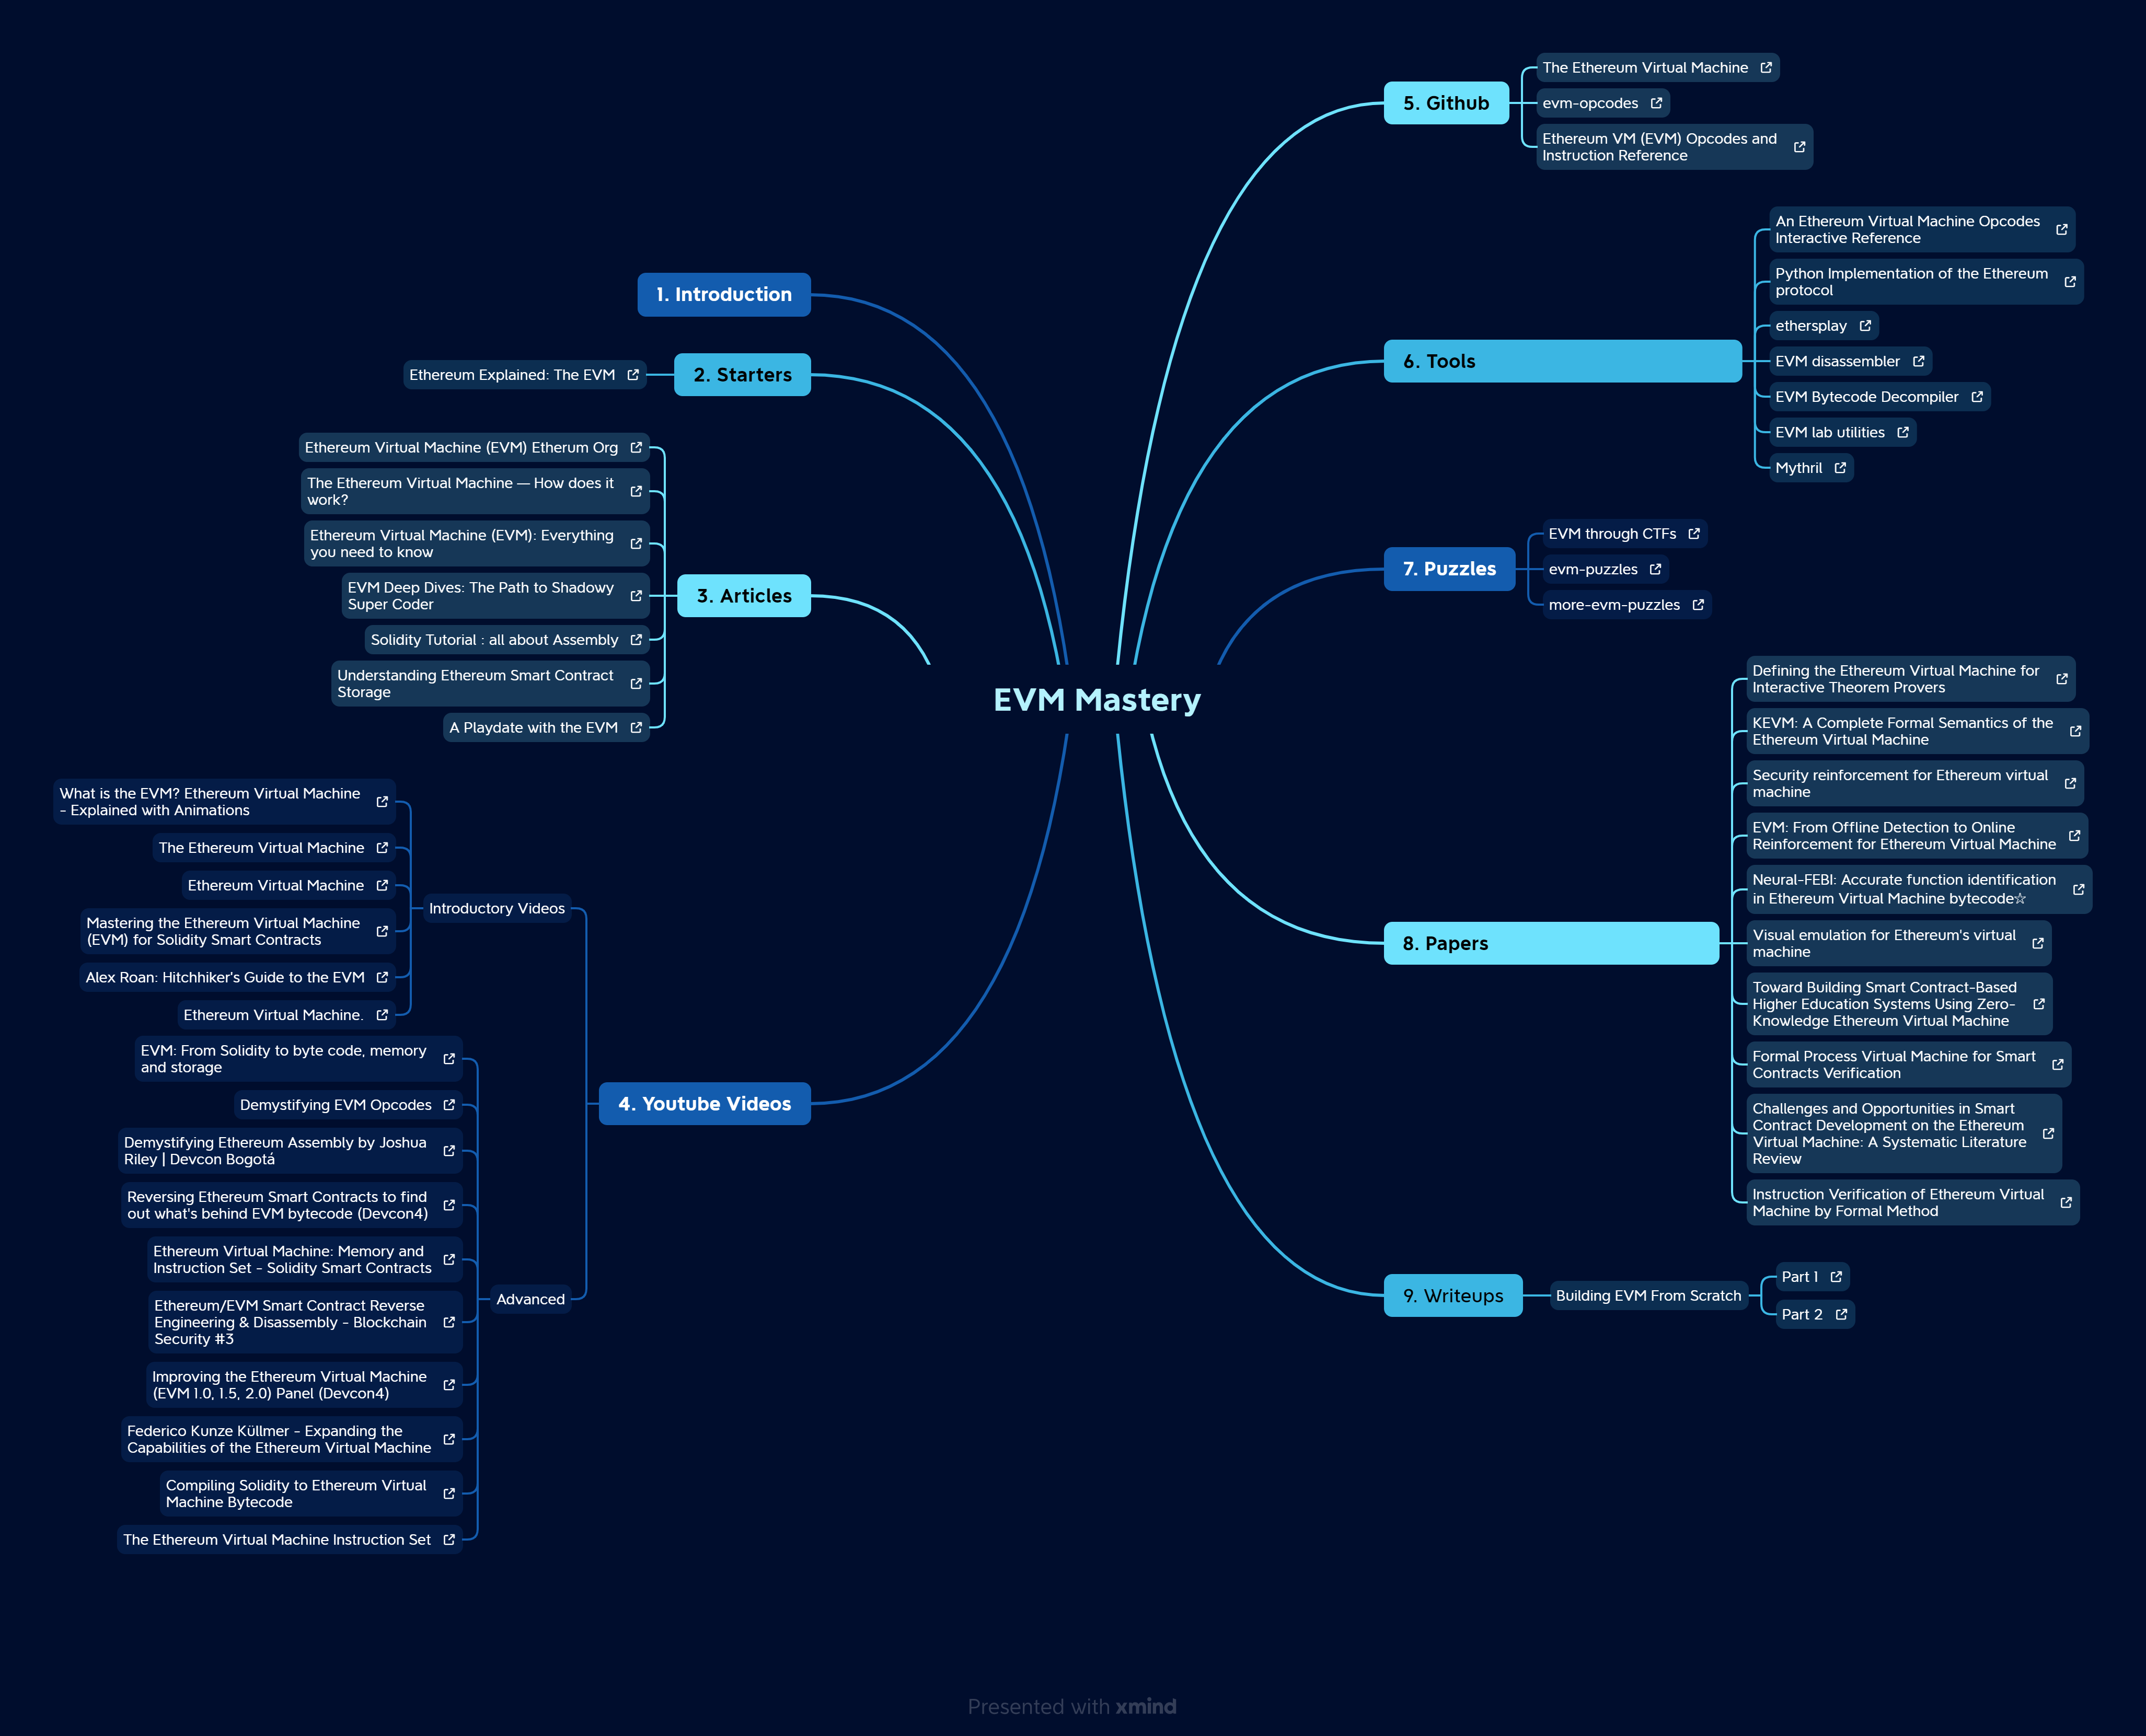 EVM Mastery
1. Introduction
2. Starters
Ethereum Explained: The EVM
3. Articles
Ethereum Virtual Machine (EVM) Etherum Org
The Ethereum Virtual Machine — How does it
work?
Ethereum Virtual Machine (EVM): Everything
you need to know
EVM Deep Dives: The Path to Shadowy
Super Coder
Solidity Tutorial : all about Assembly
Understanding Ethereum Smart Contract
Storage
A Playdate with the EVM
4. Youtube Videos
Introductory Videos
What is the EVM? Ethereum Virtual Machine
- Explained with Animations
The Ethereum Virtual Machine
Ethereum Virtual Machine
Mastering the Ethereum Virtual Machine
(EVM) for Solidity Smart Contracts
Alex Roan: Hitchhiker's Guide to the EVM
Ethereum Virtual Machine.
Advanced
EVM: From Solidity to byte code, memory
and storage
Demystifying EVM Opcodes
Demystifying Ethereum Assembly by Joshua
Riley | Devcon Bogotá
Reversing Ethereum Smart Contracts to find
out what's behind EVM bytecode (Devcon4)
Ethereum Virtual Machine: Memory and
Instruction Set - Solidity Smart Contracts
Ethereum/EVM Smart Contract Reverse
Engineering & Disassembly - Blockchain
Security #3
Improving the Ethereum Virtual Machine
(EVM 1.0, 1.5, 2.0) Panel (Devcon4)
Federico Kunze Küllmer - Expanding the
Capabilities of the Ethereum Virtual Machine
Compiling Solidity to Ethereum Virtual
Machine Bytecode
The Ethereum Virtual Machine Instruction Set
5. Github
The Ethereum Virtual Machine
evm-opcodes
Ethereum VM (EVM) Opcodes and
Instruction Reference
6. Tools
An Ethereum Virtual Machine Opcodes
Interactive Reference
Python Implementation of the Ethereum
protocol
ethersplay
EVM disassembler
EVM Bytecode Decompiler
EVM lab utilities
Mythril
7. Puzzles
EVM through CTFs
evm-puzzles
more-evm-puzzles
8. Papers
Defining the Ethereum Virtual Machine for
Interactive Theorem Provers
KEVM: A Complete Formal Semantics of the
Ethereum Virtual Machine
Security reinforcement for Ethereum virtual
machine
EVM: From Offline Detection to Online
Reinforcement for Ethereum Virtual Machine
Neural-FEBI: Accurate function identification
in Ethereum Virtual Machine bytecode☆
Visual emulation for Ethereum's virtual
machine
Toward Building Smart Contract-Based
Higher Education Systems Using Zero-
Knowledge Ethereum Virtual Machine
Formal Process Virtual Machine for Smart
Contracts Verification
Challenges and Opportunities in Smart
Contract Development on the Ethereum
Virtual Machine: A Systematic Literature
Review
Instruction Verification of Ethereum Virtual
Machine by Formal Method
9. Writeups
Building EVM From Scratch
Part 1
Part 2
Presented with xmind